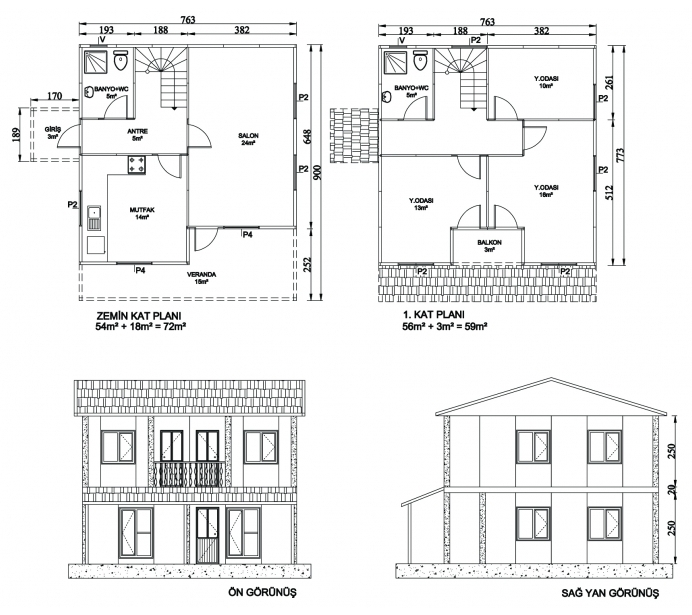 763
193 188 382
V
BANYO+WC
5m²
170
189
GİRİŞ
3m²
ANTRE
5m²
SALON
24m²
P2
P2
648
900
P2
MUTFAK
14m²
P4
P4
252
VERANDA
15m²
ZEMİN KAT PLANI
54m² + 18m² = 72m²
763
193 188 382
V
P2
BANYO+WC
5m²
Y.ODASI
10m²
P2
261
773
P2
512
Y.ODASI
13m²
Y.ODASI
16m²
BALKON
3m²
P2
P2
1. KAT PLANI
56m² + 3m² = 59m²
250
20
250
ÖN GÖRÜNÜŞ
SAĞ YAN GÖRÜNÜŞ